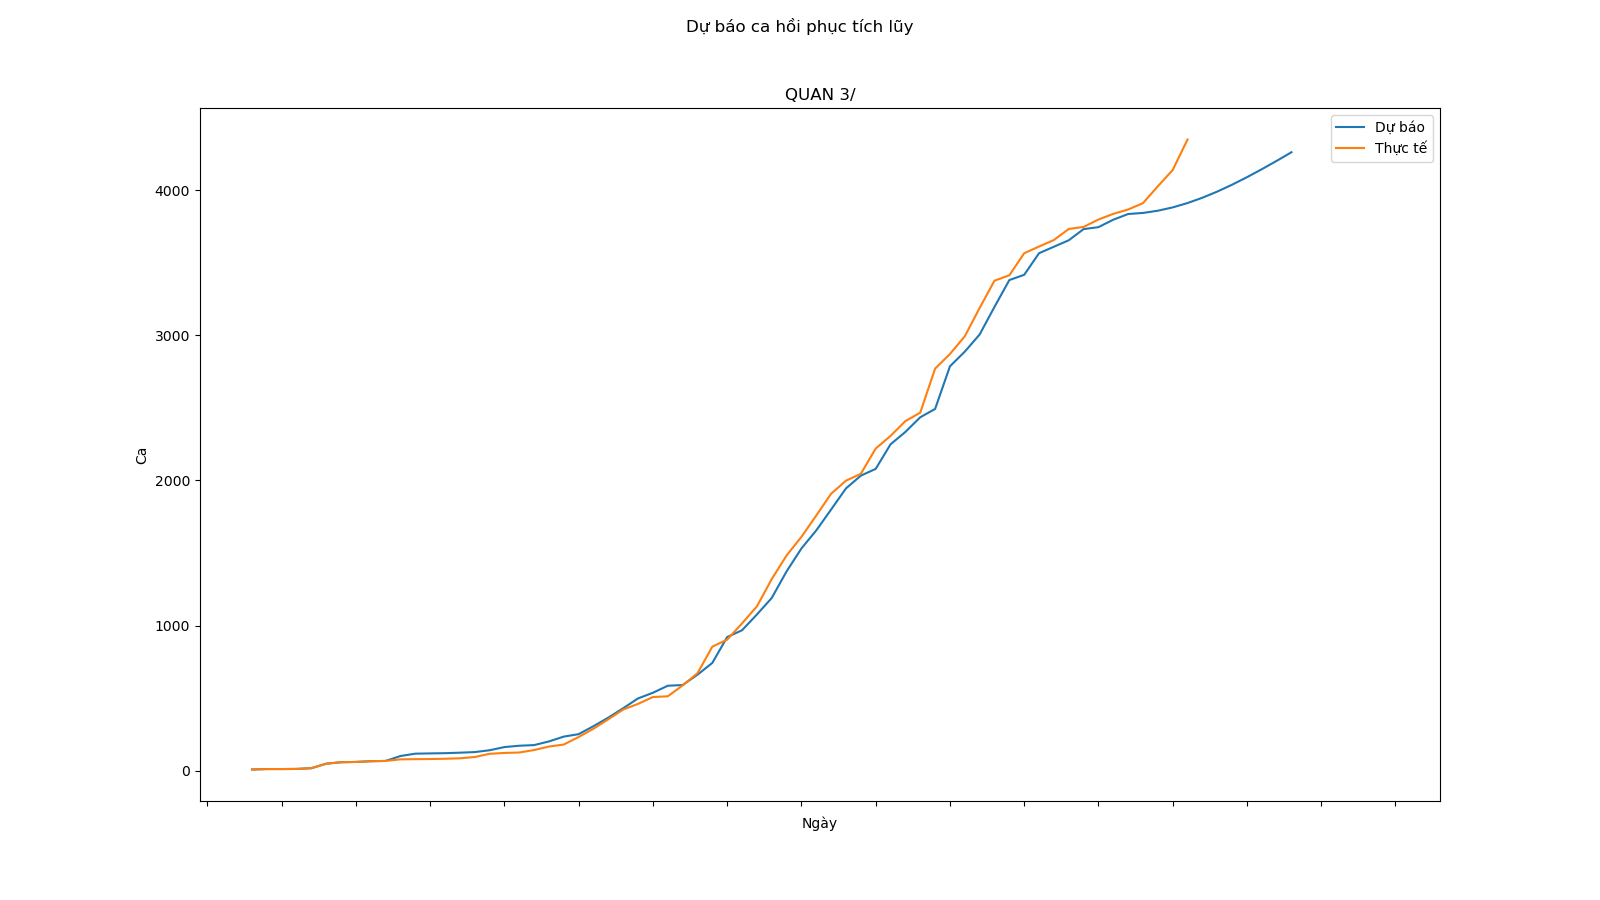 Dự báo ca hồi phục tích lũy
QUAN 3/
Dự báo
Thực tế
4000
3000
2000
1000
0
Ca
Ngày